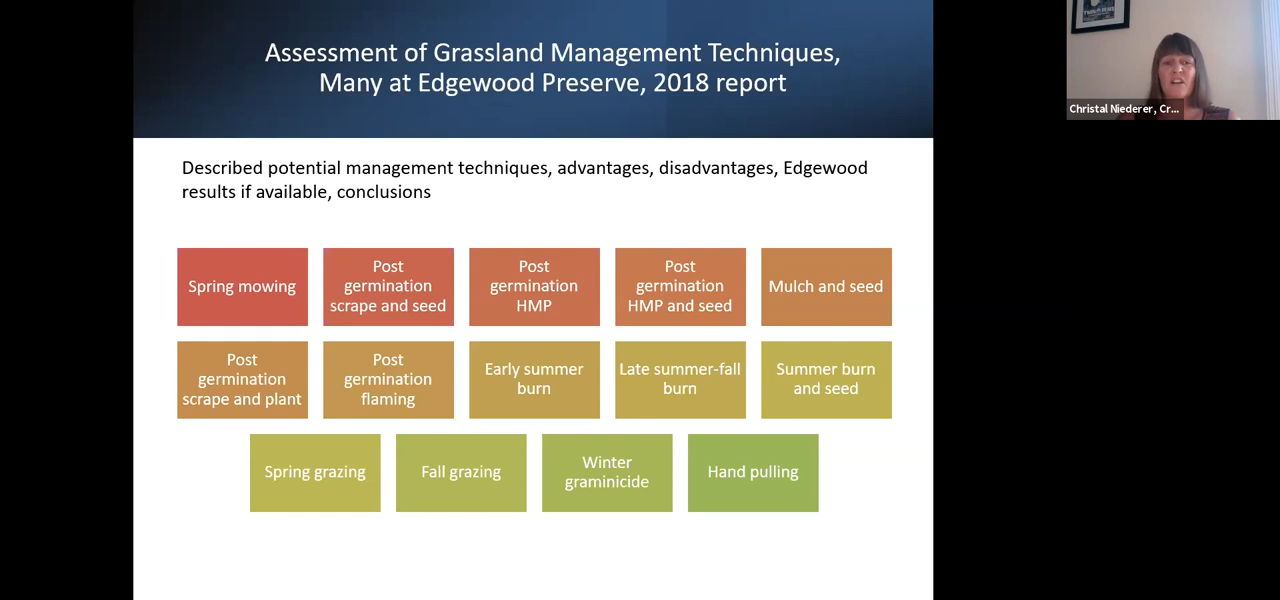 Assessment of Grassland Management Techniques,
Many at Edgewood Preserve, 2018 report
Described potential management techniques, advantages, disadvantages, Edgewood
results if available, conclusions
Spring mowing
Post
germination
scrape and seed
Post
germination
HMP
Post
germination
HMP and seed
Mulch and seed
Post
germination
scrape and plant
Post
germination
flaming
Early summer
burn
Late summer-fall
burn
Summer burn
and seed
Spring grazing
Fall grazing
Winter
graminicide
Hand pulling
Christal Niederer, Cr...